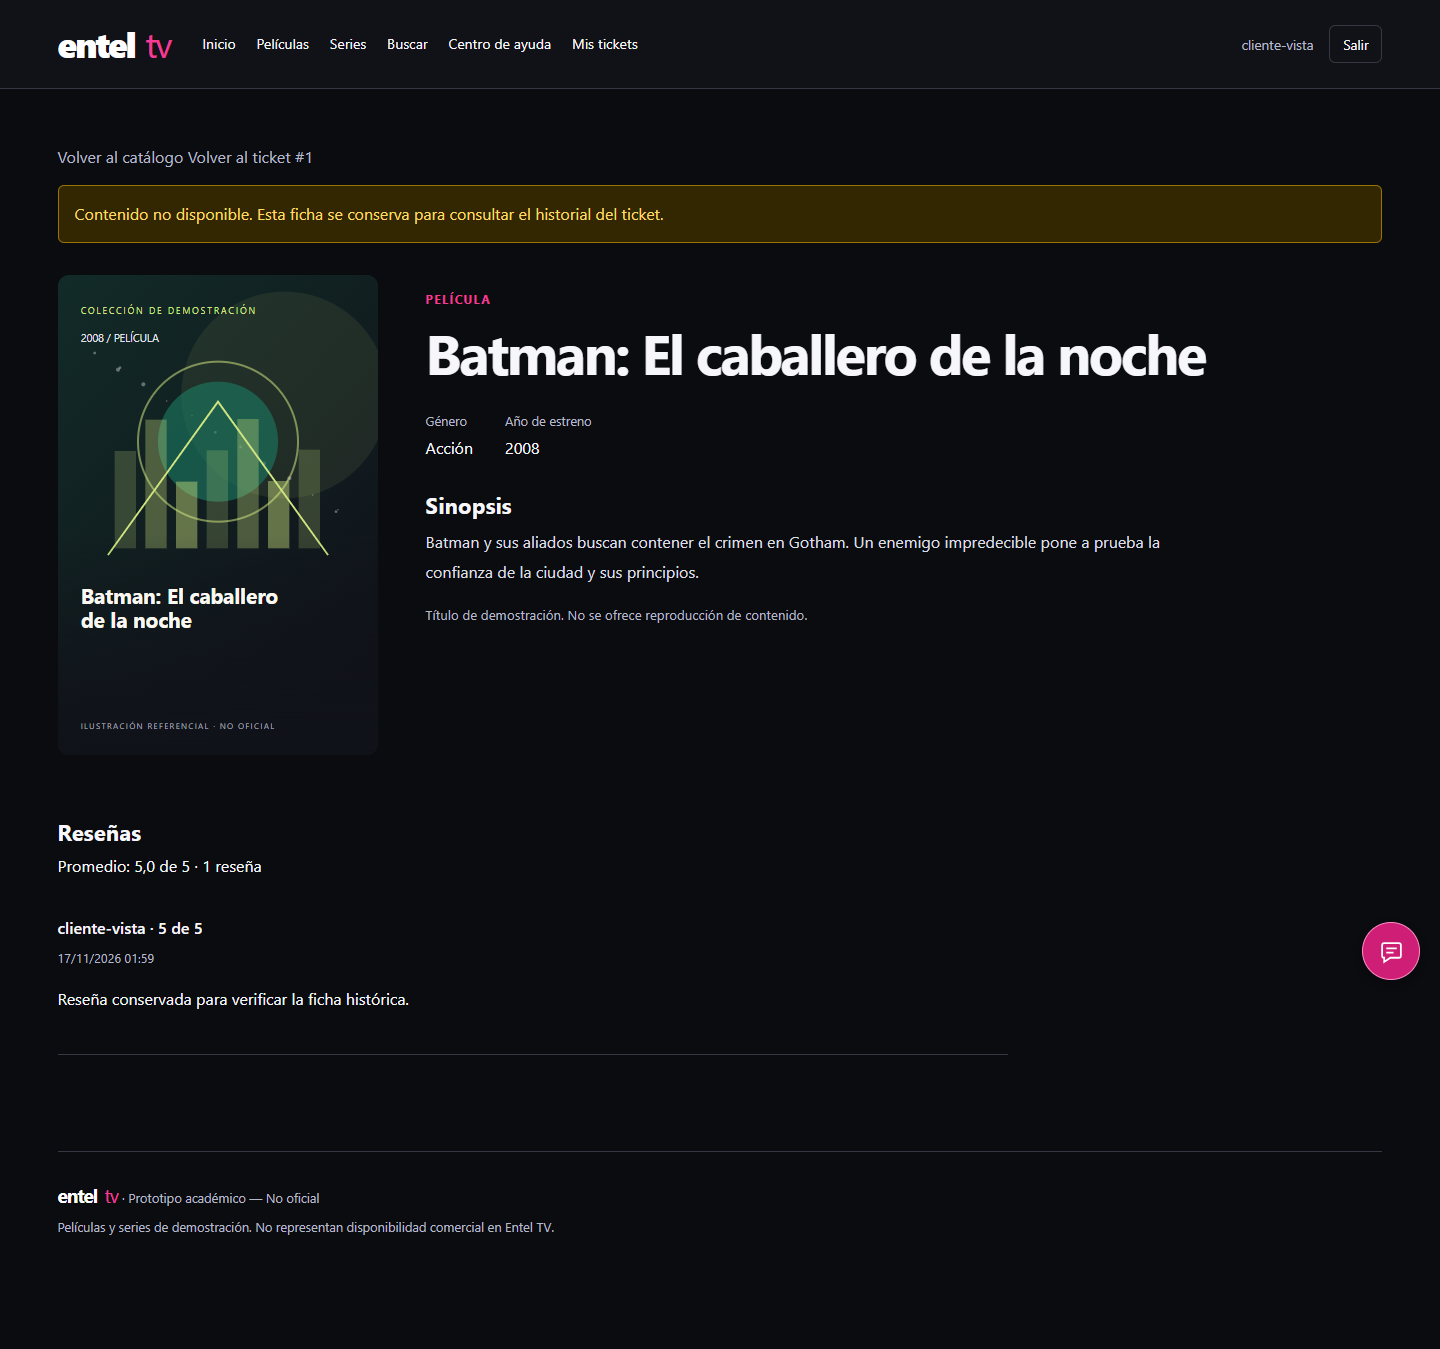 entel tv Inicio Películas Series Buscar Centro de ayuda Mis tickets cliente-vista Salir
Volver al catálogo Volver al ticket #1
Contenido no disponible. Esta ficha se conserva para consultar el historial del ticket.
COLECCIÓN DE DEMOSTRACIÓN
2008 / PELÍCULA
Batman: El caballero
de la noche
ILUSTRACIÓN REFERENCIAL · NO OFICIAL
PELÍCULA
Batman: El caballero de la noche
Género Año de estreno
Acción 2008
Sinopsis
Batman y sus aliados buscan contener el crimen en Gotham. Un enemigo impredecible pone a prueba la
confianza de la ciudad y sus principios.
Título de demostración. No se ofrece reproducción de contenido.
Reseñas
Promedio: 5,0 de 5 · 1 reseña
cliente-vista · 5 de 5
17/11/2026 01:59
Reseña conservada para verificar la ficha histórica.
entel tv · Prototipo académico — No oficial
Películas y series de demostración. No representan disponibilidad comercial en Entel TV.